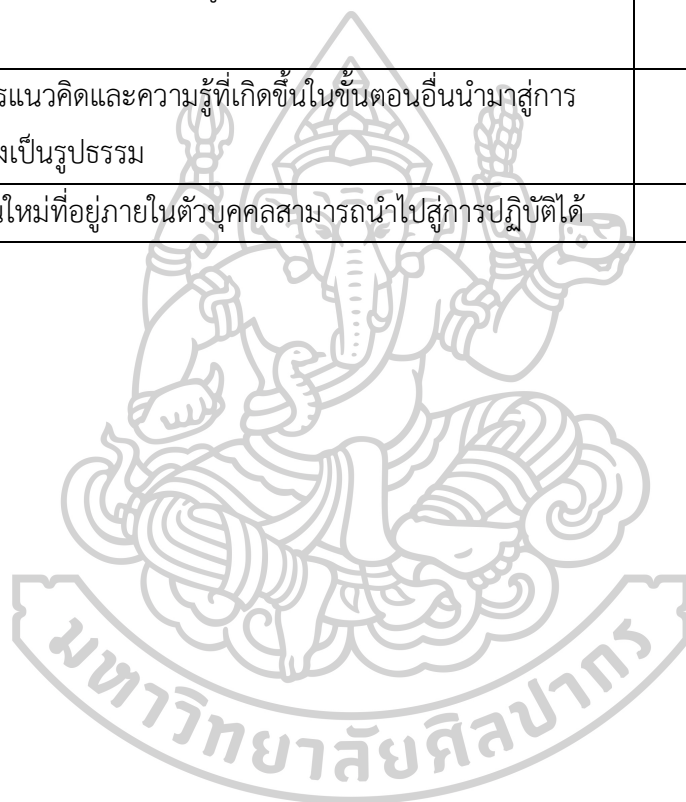 รแนวคิดและความรู้ที่เกิดขึ้นในขั้นตอนอื่นนำมาสู่การ
งเป็นรูปธรรม
นใหม่ที่อยู่ภายในตัวบุคคลสามารถนำไปสู่การปฏิบัติได้
มหาวิทยาลัยศิลปากร